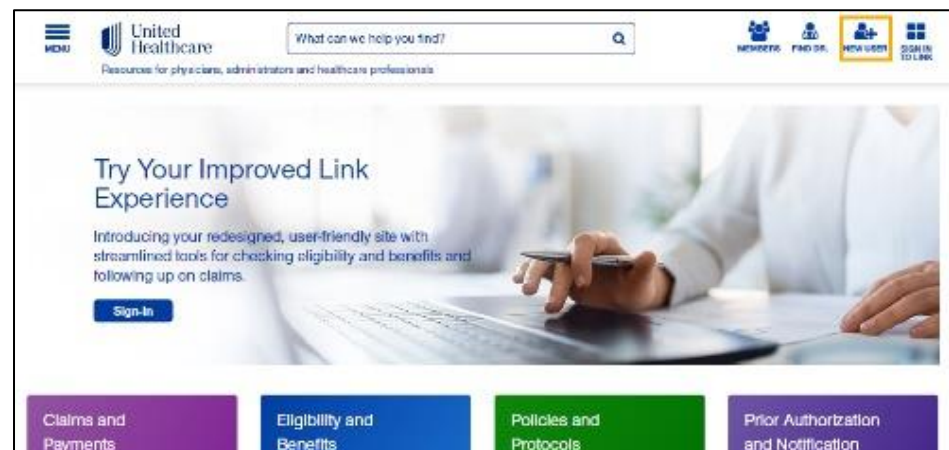 MENU
United
Healthcare
What can we help you find?
MEMBERS
FIND DR.
NEW USER
SIGN IN
TO LINK
Resources for physicians, administrators and healthcare professionals
Try Your Improved Link
Experience
Introducing your redesigned, user-friendly site with
streamlined tools for checking eligibility and benefits and
following up on claims.
Sign-In
Claims and
Payments
Eligibility and
Benefits
Policies and
Protocols
Prior Authorization
and Notification